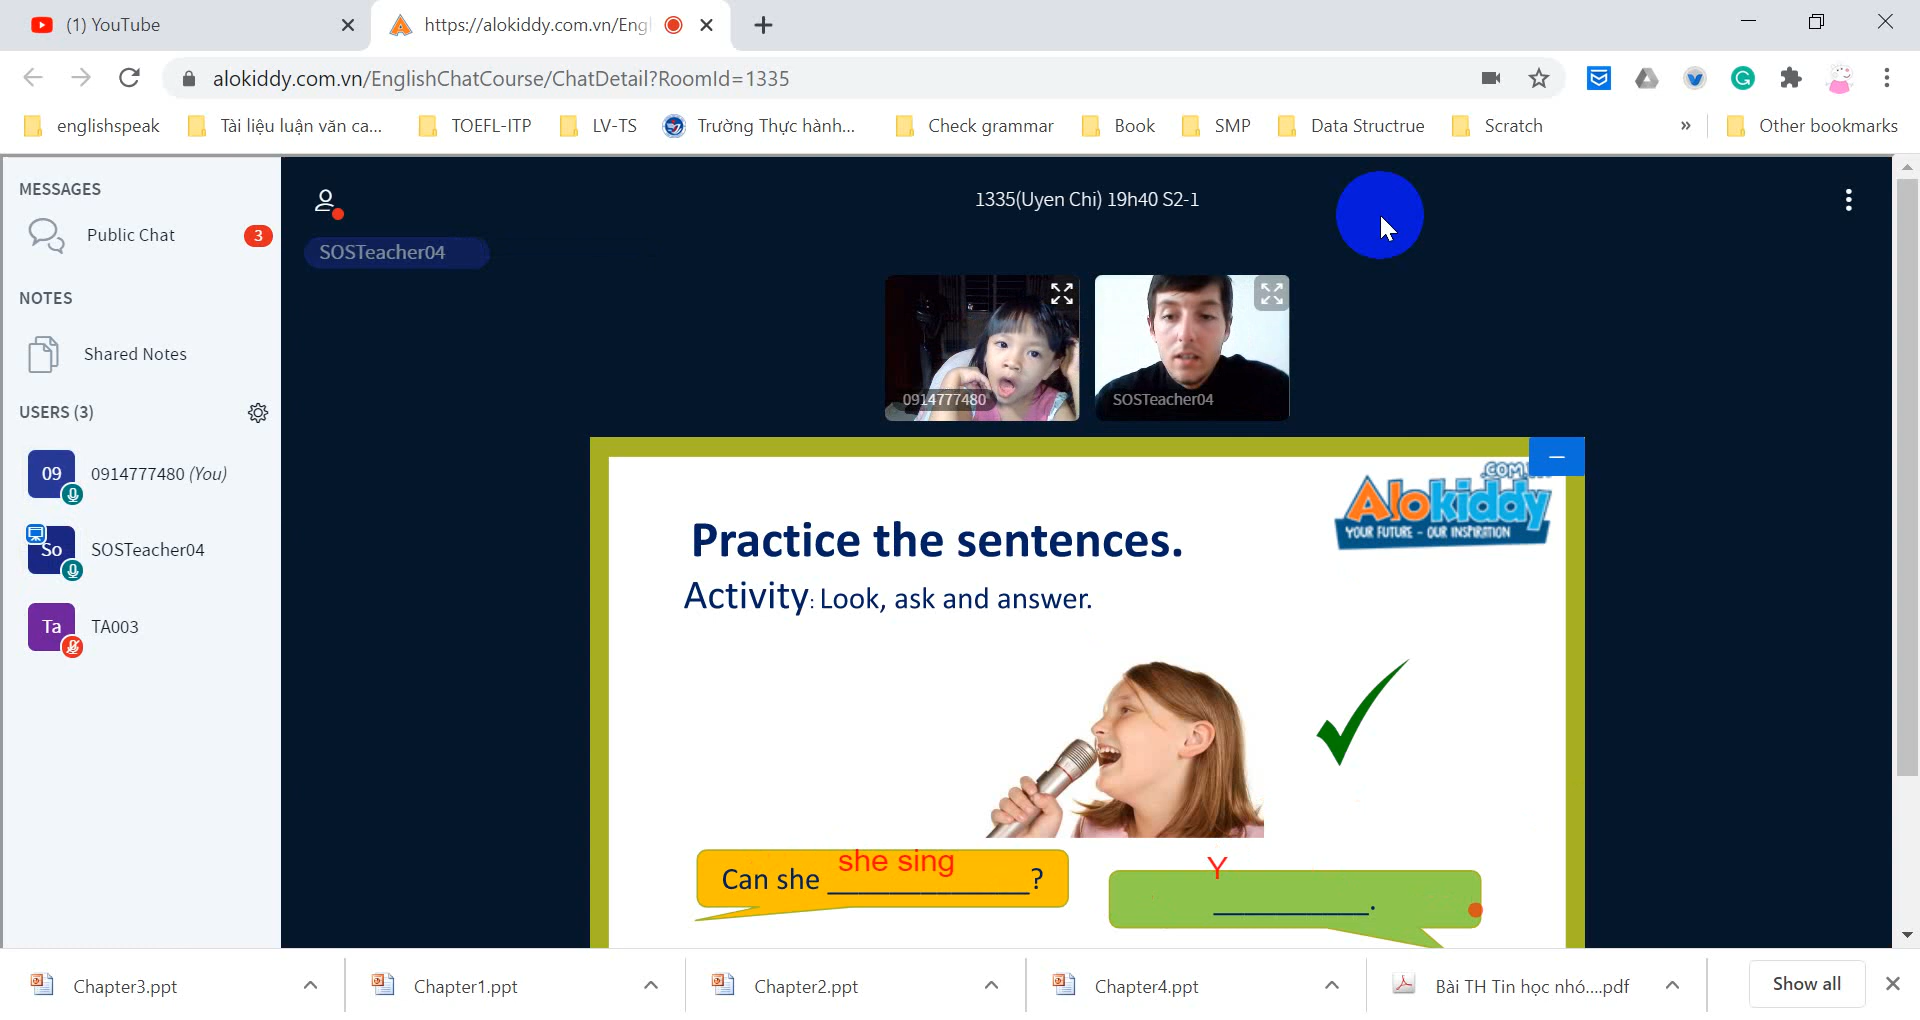 (1) YouTube
https://alokiddy.com.vn/Eng
alokiddy.com.vn/EnglishChatCourse/ChatDetail?RoomId=1335
englishspeak
Tài liệu luận văn ca...
TOEFL-ITP
LV-TS
Trường Thực hành...
Check grammar
Book
SMP
Data Structrue
Scratch
»
Other bookmarks
MESSAGES
Public Chat
3
NOTES
Shared Notes
USERS (3)
09
0914777480 (You)
So
SOSTeacher04
Ta
TA003
1335(Uyen Chi) 19h40 S2-1
SOSTeacher04
0914777480
SOSTeacher04
.COM
Alokiddy
YOUR FUTURE - OUR INSPIRATION
Practice the sentences.
Activity: Look, ask and answer.
she sing
Can she ______________?
Y
___________.
Chapter3.ppt
Chapter1.ppt
Chapter2.ppt
Chapter4.ppt
Bài TH Tin học nhó....pdf
Show all